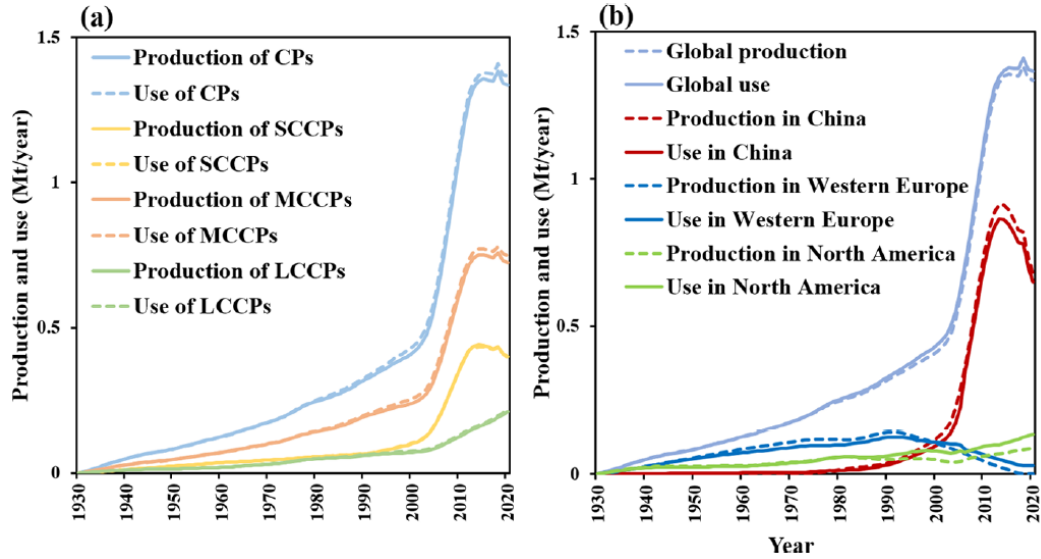 (a)
Production and use (Mt/year)
1.5
1
0.5
0
Production of CPs
Use of CPs
Production of SCCPs
Use of SCCPs
Production of MCCPs
Use of MCCPs
Production of LCCPs
Use of LCCPs
1930
1940
1950
1960
1970
1980
1990
2000
2010
2020
(b)
Production and use (Mt/year)
1.5
1
0.5
0
Global production
Global use
Production in China
Use in China
Production in Western Europe
Use in Western Europe
Production in North America
Use in North America
1930
1940
1950
1960
1970
1980
1990
2000
2010
2020
Year